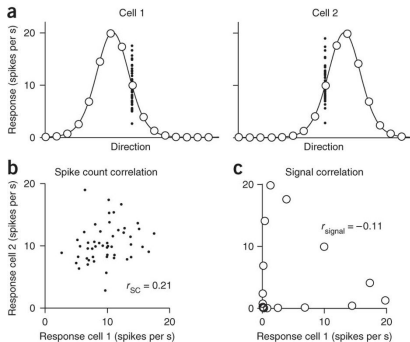 a
Cell 1
Cell 2
Response (spikes per s)
20
10
0
Direction
Direction
b
Spike count correlation
Response cell 2 (spikes per s)
20
10
0
r_SC = 0.21
0
10
20
Response cell 1 (spikes per s)
c
Signal correlation
20
10
0
r_signal = −0.11
0
10
20
Response cell 1 (spikes per s)